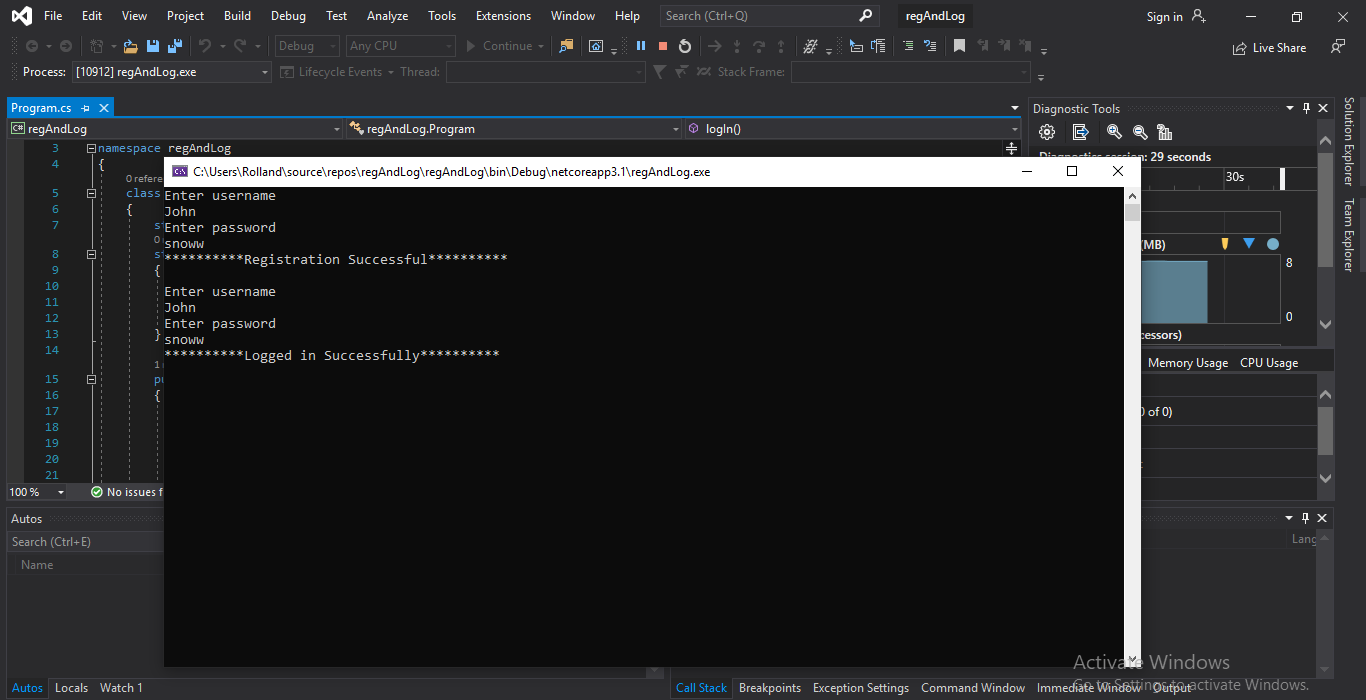 File Edit View Project Build Debug Test Analyze Tools Extensions Window Help Search (Ctrl+Q) regAndLog Sign in
Debug Any CPU Continue Live Share
Process: [10912] regAndLog.exe Lifecycle Events Thread: Stack Frame:
Program.cs
regAndLog regAndLog.Program logIn()
Diagnostic Tools
Diagnostics session: 29 seconds
30s
(MB)
8
0
Memory Usage CPU Usage
0 of 0)
Solution Explorer
Team Explorer
3 namespace regAndLog
4 {
5 class
6 {
7
8
9 {
10
11
12
13 }
14
15
16 {
17
18
19
20
21
C:\Users\Rolland\source\repos\regAndLog\regAndLog\bin\Debug\netcoreapp3.1\regAndLog.exe
Enter username
John
Enter password
snoww
**********Registration Successful**********
Enter username
John
Enter password
snoww
**********Logged in Successfully**********
100 % No issues f
Autos
Search (Ctrl+E)
Name
Lang
Autos Locals Watch 1
Call Stack Breakpoints Exception Settings Command Window Immediate Window Output
Activate Windows
Go to Settings to activate Windows.